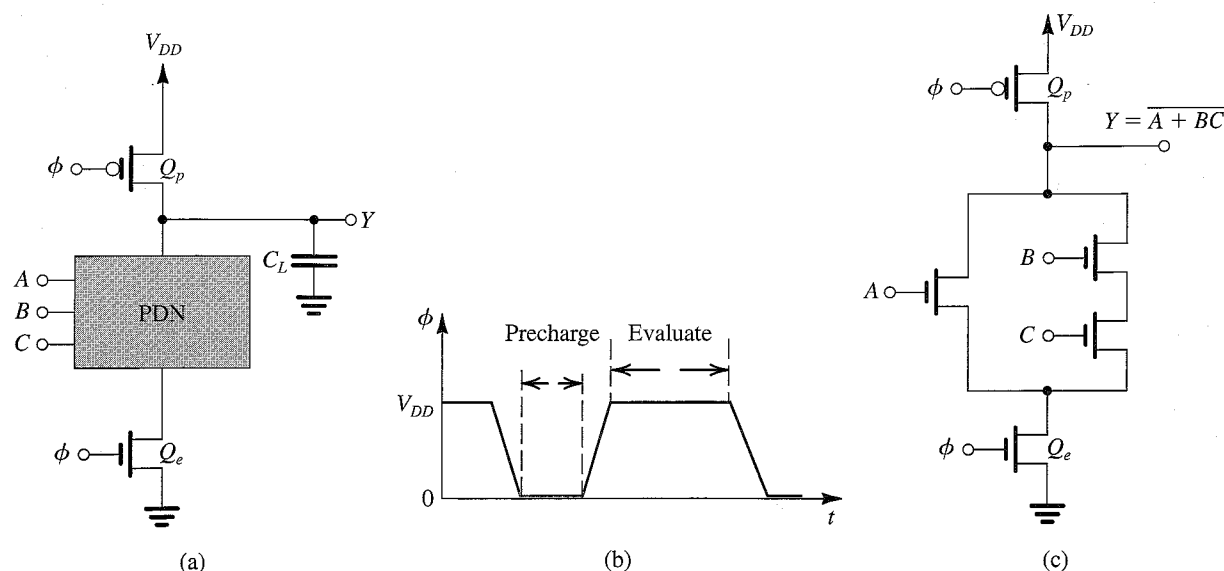 V_DD
ϕ
Q_p
Y
C_L
A
B
C
PDN
ϕ
Q_e
(a)
ϕ
Precharge
Evaluate
V_DD
0
t
(b)
V_DD
ϕ
Q_p
Y = \overline{A + BC}
B
A
C
ϕ
Q_e
(c)